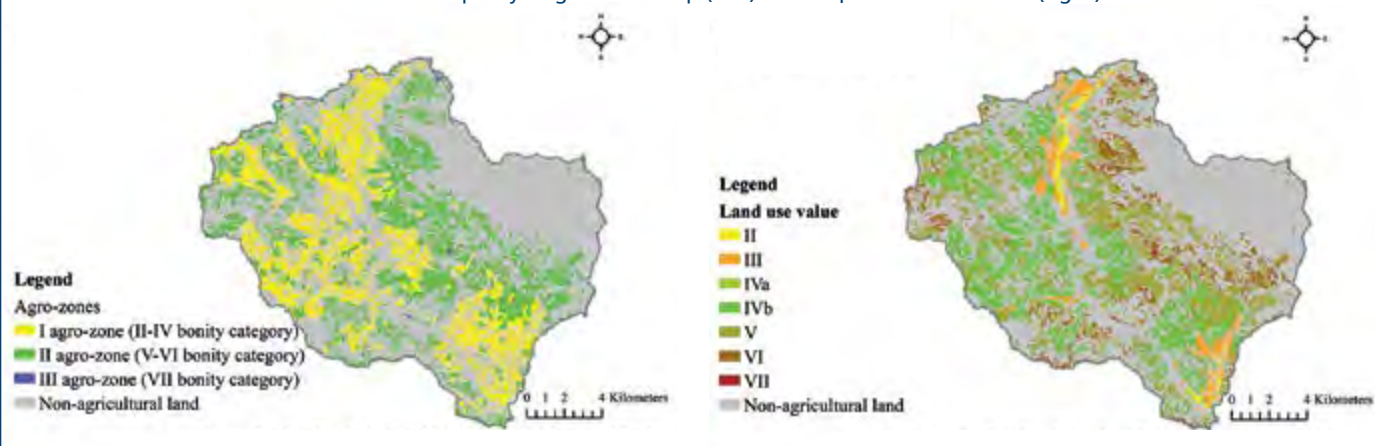 Legend
Agro-zones
I agro-zone (II-IV bonity category)
II agro-zone (V-VI bonity category)
III agro-zone (VII bonity category)
Non-agricultural land
0 1 2 4 Kilometers
Legend
Land use value
II
III
IVa
IVb
V
VI
VII
Non-agricultural land
0 1 2 4 Kilometers